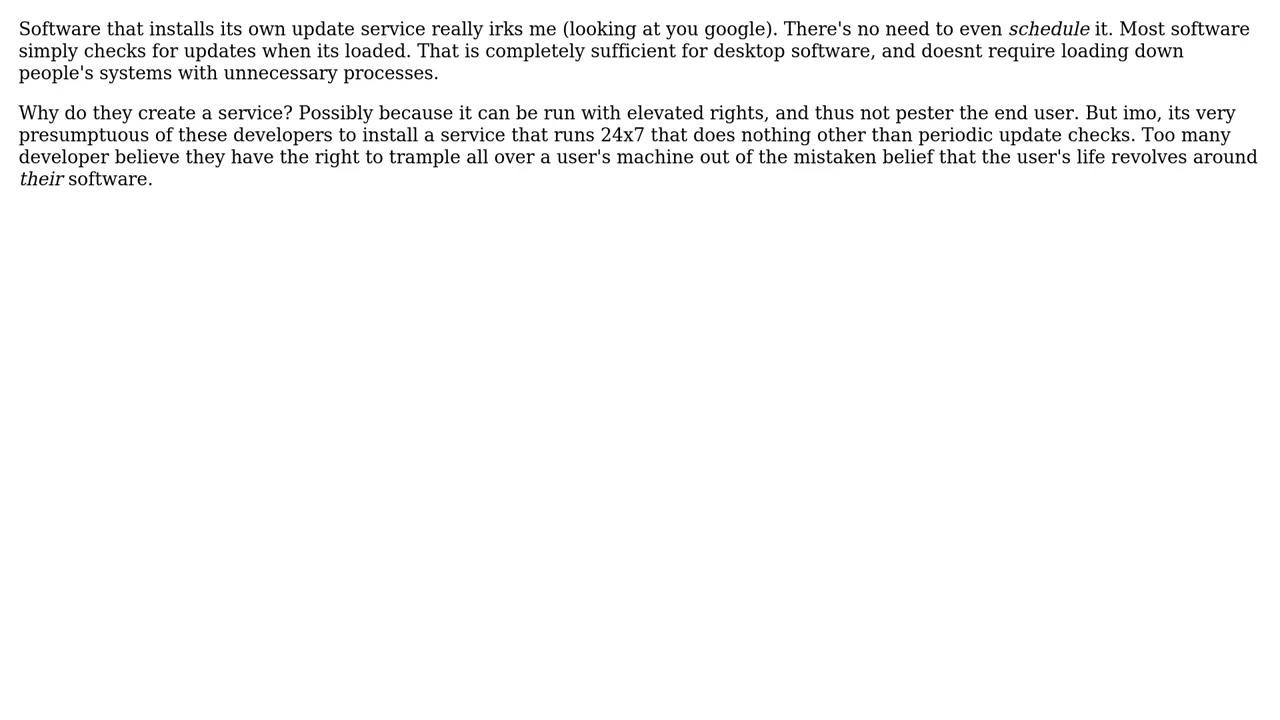 Software that installs its own update service really irks me (looking at you google). There's no need to even schedule it. Most software
simply checks for updates when its loaded. That is completely sufficient for desktop software, and doesnt require loading down
people's systems with unnecessary processes.
Why do they create a service? Possibly because it can be run with elevated rights, and thus not pester the end user. But imo, its very
presumptuous of these developers to install a service that runs 24x7 that does nothing other than periodic update checks. Too many
developer believe they have the right to trample all over a user's machine out of the mistaken belief that the user's life revolves around
their software.